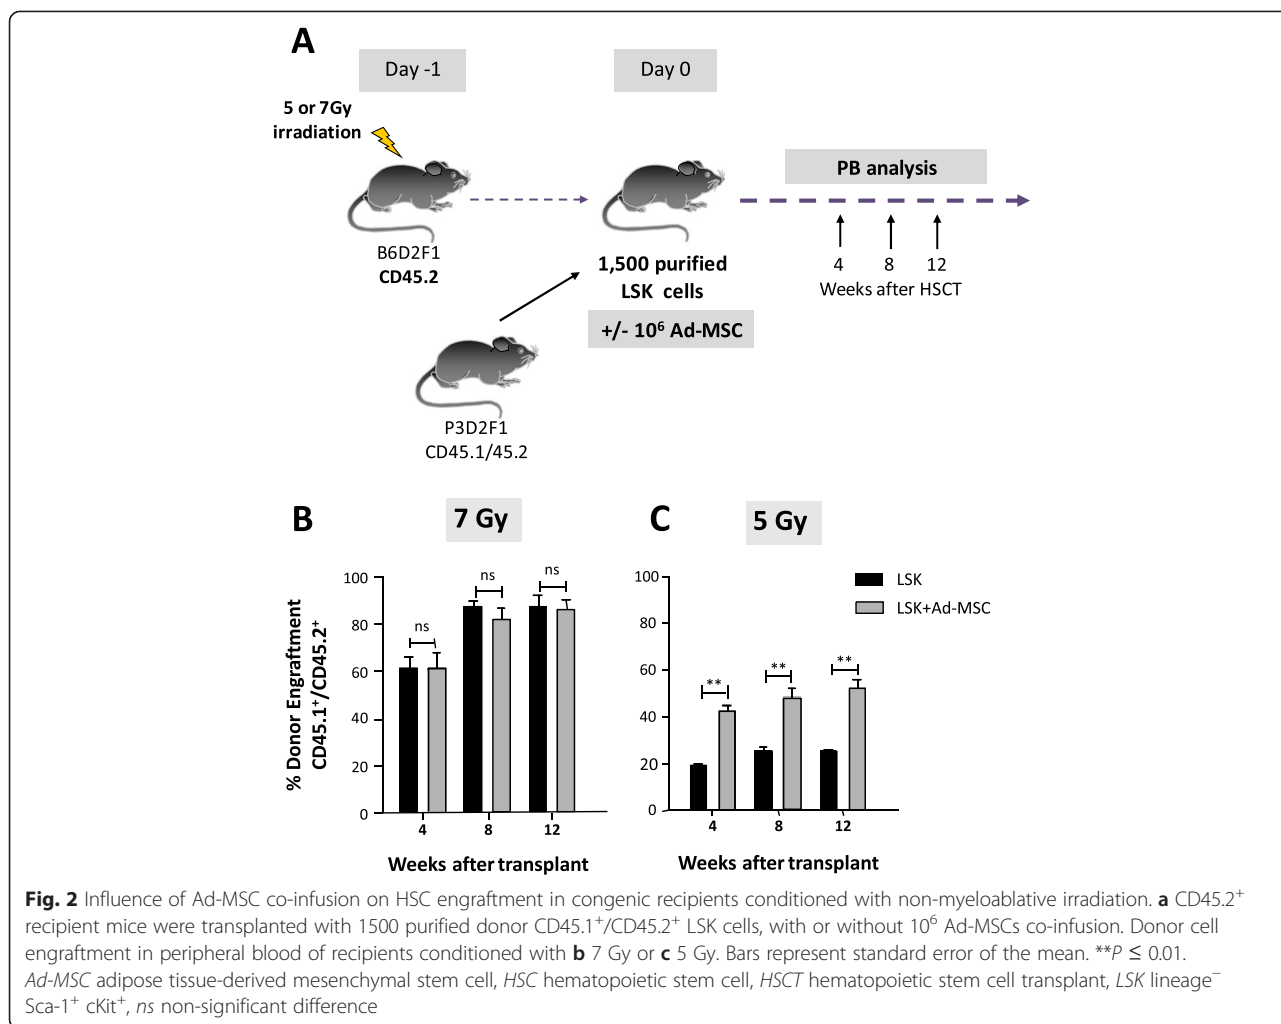 A
Day -1
Day 0
5 or 7Gy
irradiation
PB analysis
B6D2F1
CD45.2
1,500 purified
LSK cells
+/- 10⁶ Ad-MSC
4 8 12
Weeks after HSCT
P3D2F1
CD45.1/45.2
B
7 Gy
% Donor Engraftment
CD45.1⁺/CD45.2⁺
100
80
60
40
20
0
ns
ns
ns
4 8 12
Weeks after transplant
C
5 Gy
LSK
LSK+Ad-MSC
100
80
60
40
20
0
**
**
**
4 8 12
Weeks after transplant
Fig. 2 Influence of Ad-MSC co-infusion on HSC engraftment in congenic recipients conditioned with non-myeloablative irradiation. a CD45.2⁺
recipient mice were transplanted with 1500 purified donor CD45.1⁺/CD45.2⁺ LSK cells, with or without 10⁶ Ad-MSCs co-infusion. Donor cell
engraftment in peripheral blood of recipients conditioned with b 7 Gy or c 5 Gy. Bars represent standard error of the mean. **P ≤ 0.01.
Ad-MSC adipose tissue-derived mesenchymal stem cell, HSC hematopoietic stem cell, HSCT hematopoietic stem cell transplant, LSK lineage⁻
Sca-1⁺ cKit⁺, ns non-significant difference